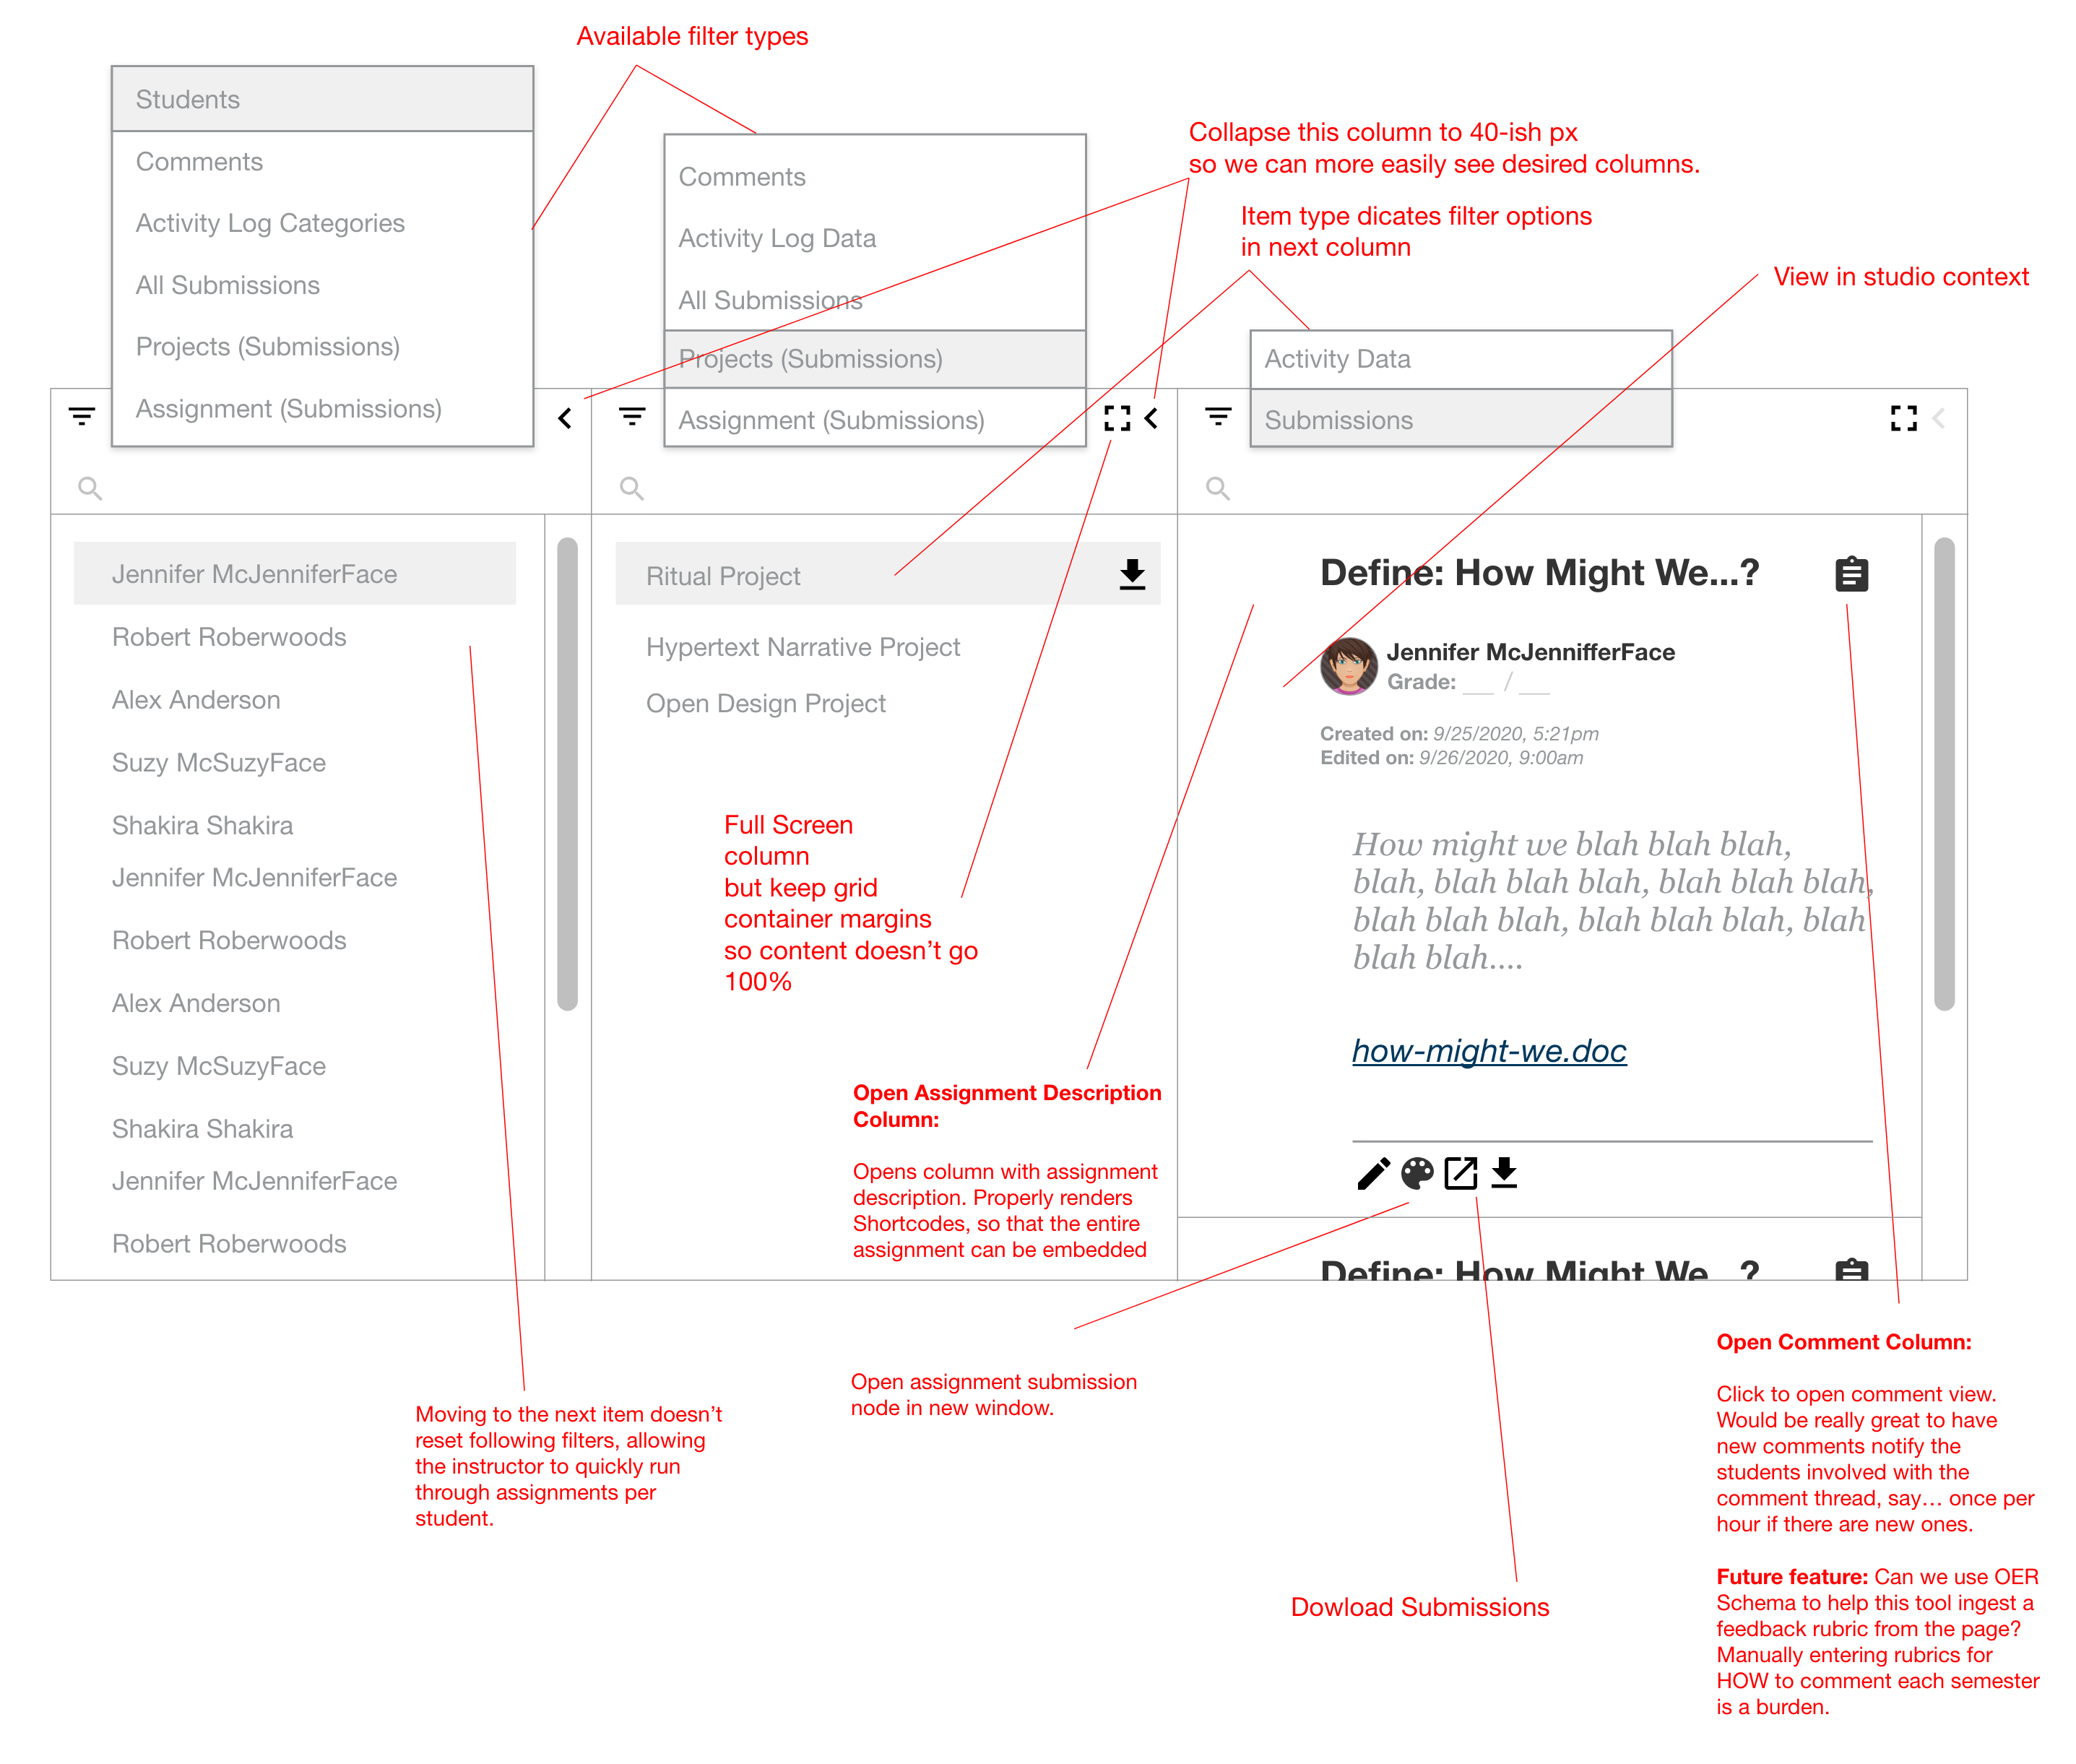 Available filter types
Students
Comments
Activity Log Categories
All Submissions
Projects (Submissions)
Assignment (Submissions)
Comments
Activity Log Data
All Submissions
Projects (Submissions)
Assignment (Submissions)
Collapse this column to 40-ish px
so we can more easily see desired columns.
Item type dicates filter options
in next column
View in studio context
Activity Data
Submissions
Jennifer McJenniferFace
Robert Roberwoods
Alex Anderson
Suzy McSuzyFace
Shakira Shakira
Jennifer McJenniferFace
Robert Roberwoods
Alex Anderson
Suzy McSuzyFace
Shakira Shakira
Jennifer McJenniferFace
Robert Roberwoods
Ritual Project
Hypertext Narrative Project
Open Design Project
Full Screen
column
but keep grid
container margins
so content doesn't go
100%
Open Assignment Description
Column:
Opens column with assignment
description. Properly renders
Shortcodes, so that the entire
assignment can be embedded
Define: How Might We...?
Jennifer McJennifferFace
Grade: __ / __
Created on: 9/25/2020, 5:21pm
Edited on: 9/26/2020, 9:00am
How might we blah blah blah,
blah, blah blah blah, blah blah blah,
blah blah blah, blah blah blah, blah
blah blah....
how-might-we.doc
Define: How Might We...?
Moving to the next item doesn't
reset following filters, allowing
the instructor to quickly run
through assignments per
student.
Open assignment submission
node in new window.
Dowload Submissions
Open Comment Column:
Click to open comment view.
Would be really great to have
new comments notify the
students involved with the
comment thread, say… once per
hour if there are new ones.
Future feature: Can we use OER
Schema to help this tool ingest a
feedback rubric from the page?
Manually entering rubrics for
HOW to comment each semester
is a burden.